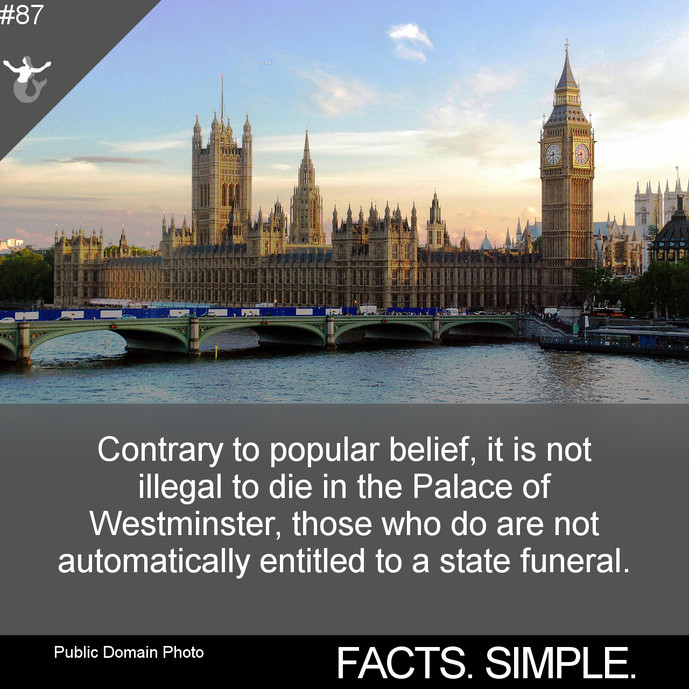 #87
Contrary to popular belief, it is not
illegal to die in the Palace of
Westminster, those who do are not
automatically entitled to a state funeral.
Public Domain Photo
FACTS. SIMPLE.